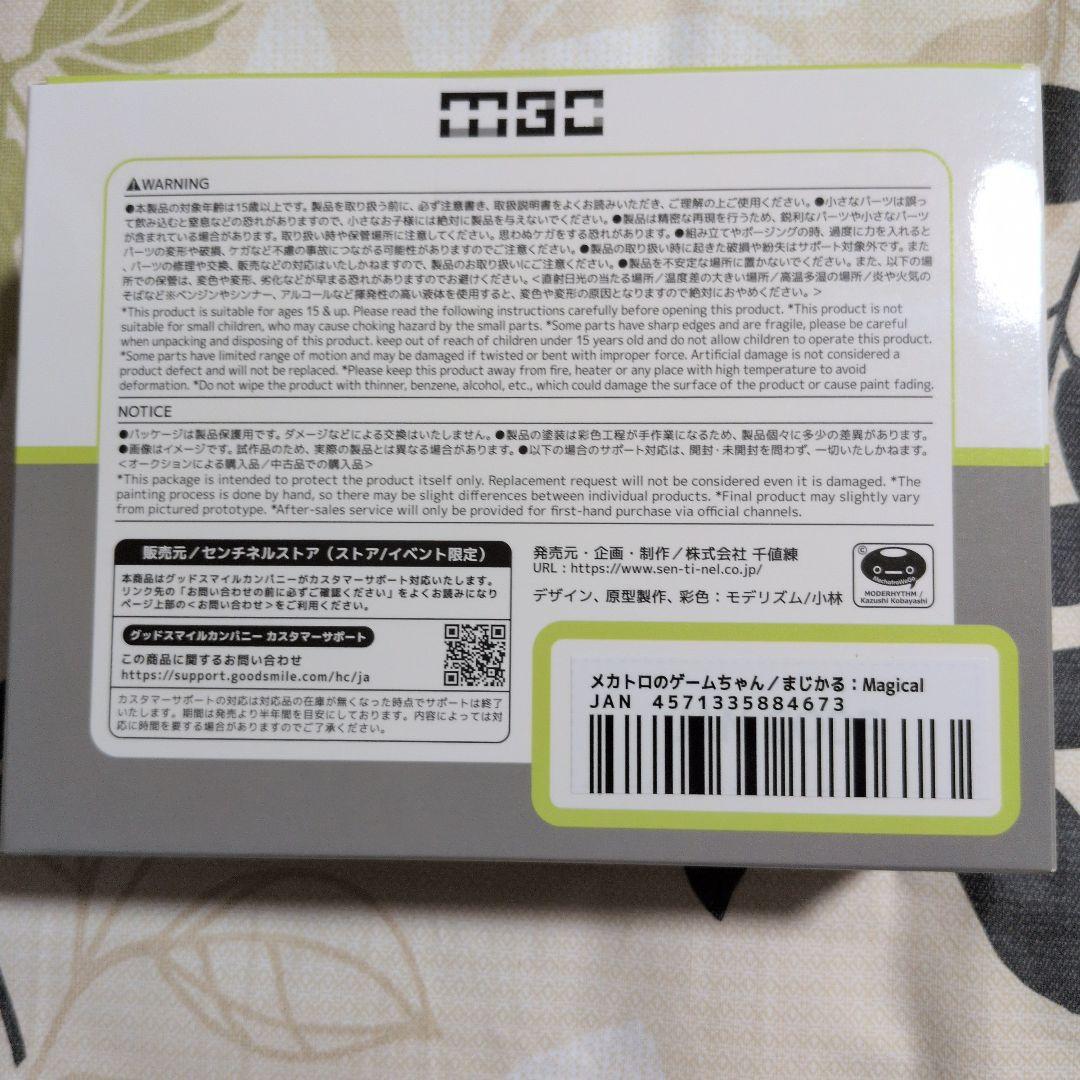 MGC
⚠WARNING
●本製品の対象年齢は15歳以上です。製品を取り扱う前に、必ず注意書き、取扱説明書をよくお読みいただき、ご理解の上ご使用ください。●小さなパーツは誤っ
て飲み込むと窒息などの恐れがありますので、小さなお子様には絶対に製品を与えないでください。●製品は精密な再現を行うため、鋭利なパーツや小さなパーツ
が含まれている場合があります。取り扱い時や保管場所に注意してください。思わぬケガをする恐れがあります。●組み立てやポージングの時、過度に力を入れると
パーツの変形や破損、ケガなど不慮の事故につながる可能性がありますのでご注意ください。●製品の取り扱い時に起きた破損や紛失はサポート対象外です。また
、パーツの修理や交換、販売などの対応はいたしかねますので、製品のお取り扱いにご注意ください。●製品を不安定な場所に置かないでください。また、以下の場
所での保管は、変色や変形、劣化などが早まる恐れがありますのでお避けください。<直射日光の当たる場所／温度差の大きい場所／高温多湿の場所／炎や火気の
そばなど※ベンジンやシンナー、アルコールなど揮発性の高い液体を使用すると、変色や変形の原因となりますので絶対におやめください。>
*This product is suitable for ages 15 & up. Please read the following instructions carefully before opening this product. *This product is not
suitable for small children, who may cause choking hazard by the small parts. *Some parts have sharp edges and are fragile, please be careful
when unpacking and disposing of this product. keep out of reach of children under 15 years old and do not allow children to operate this product.
*Some parts have limited range of motion and may be damaged if twisted or bent with improper force. Artificial damage is not considered a
product defect and will not be replaced. *Please keep this product away from fire, heater or any place with high temperature to avoid
deformation. *Do not wipe the product with thinner, benzene, alcohol, etc., which could damage the surface of the product or cause paint fading.
NOTICE
●パッケージは製品保護用です。ダメージなどによる交換はいたしません。●製品の塗装は彩色工程が手作業になるため、製品個々に多少の差異があります。
●画像はイメージです。試作品のため、実際の製品とは異なる場合があります。●以下の場合のサポート対応は、開封・未開封を問わず、一切いたしかねます。
<オークションによる購入品／中古品での購入品>
*This package is intended to protect the product itself only. Replacement request will not be considered even it is damaged. *The
painting process is done by hand, so there may be slight differences between individual products. *Final product may slightly vary
from pictured prototype. *After-sales service will only be provided for first-hand purchase via official channels.
販売元／センチネルストア（ストア/イベント限定）
本商品はグッドスマイルカンパニーがカスタマーサポート対応いたします。
リンク先の「お問い合わせの前に必ずご確認ください」をよくお読みになり
ページ上部の<お問い合わせ>をご利用ください。
グッドスマイルカンパニー カスタマーサポート
この商品に関するお問い合わせ
https://support.goodsmile.com/hc/ja
カスタマーサポートの対応は対応品の在庫が無くなった時点でサポートは終了
いたします。期間は発売より半年間を目安にしております。内容によっては対
応に時間を要する場合がありますのでご了承ください。
発売元・企画・制作／株式会社 千値練
URL : https://www.sen-ti-nel.co.jp/
デザイン、原型製作、彩色：モデリズム/小林
©
MechatroWeGo
MODERHYTHM /
Kazushi Kobayashi
メカトロのゲームちゃん／まじかる：Magical
JAN 4571335884673